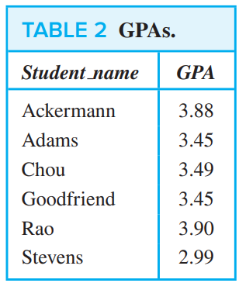 TABLE 2 GPAs.
Student_name GPA
Ackermann 3.88
Adams 3.45
Chou 3.49
Goodfriend 3.45
Rao 3.90
Stevens 2.99